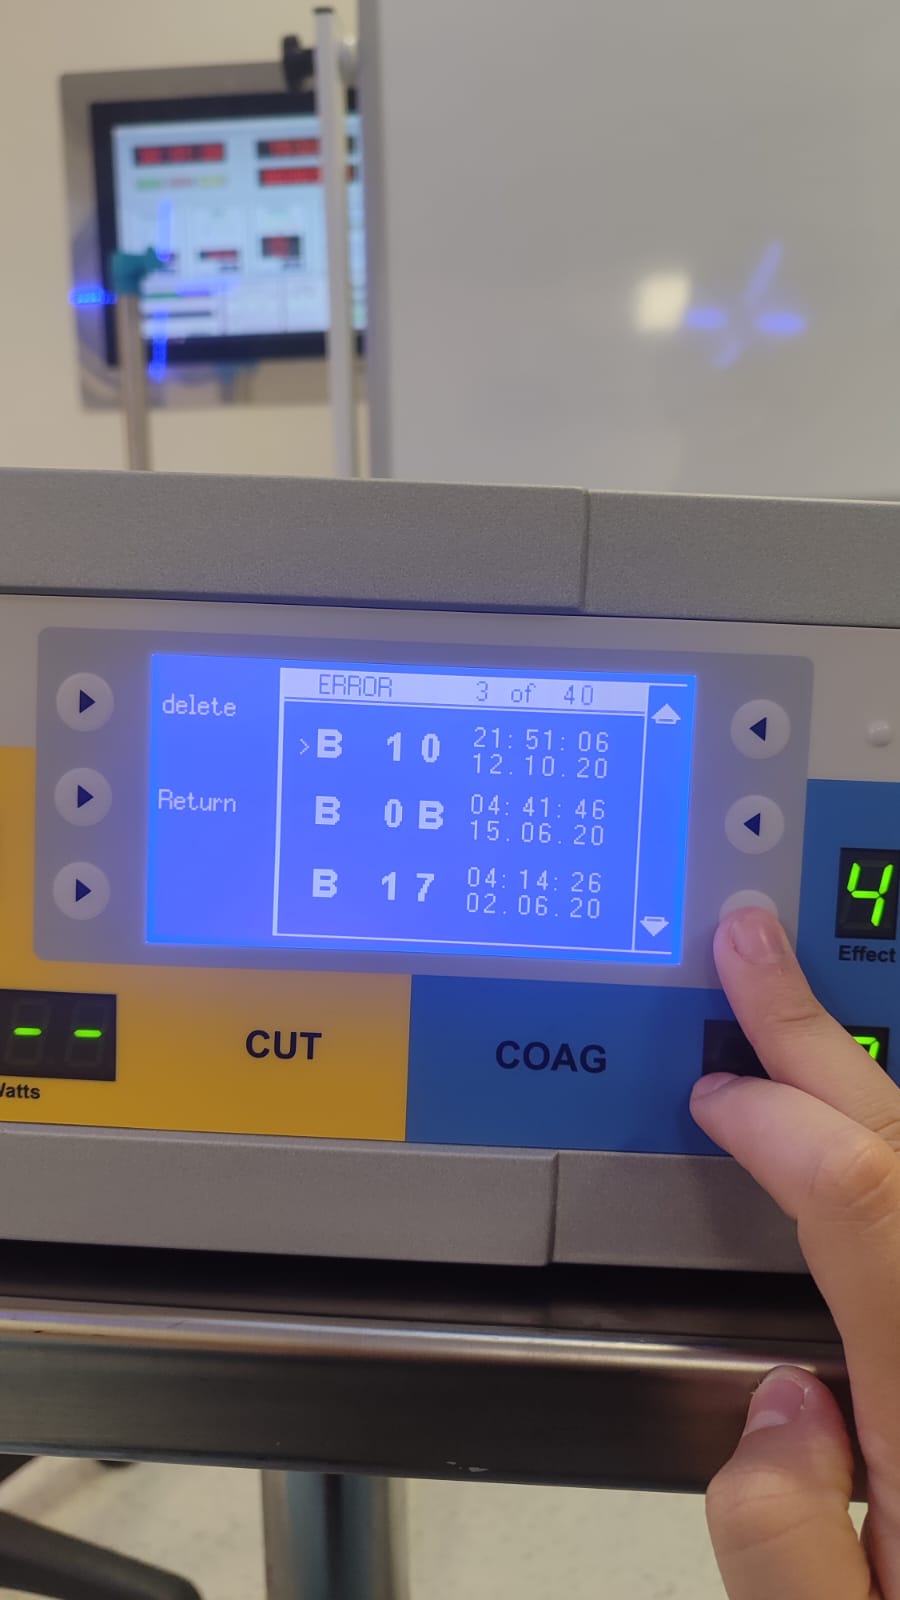 ERROR 3 of 40
delete
>B 10 21:51:06
12.10.20
Return
B 0B 04:41:46
15.06.20
B 17 04:14:26
02.06.20
4
Effect
- -
CUT
COAG